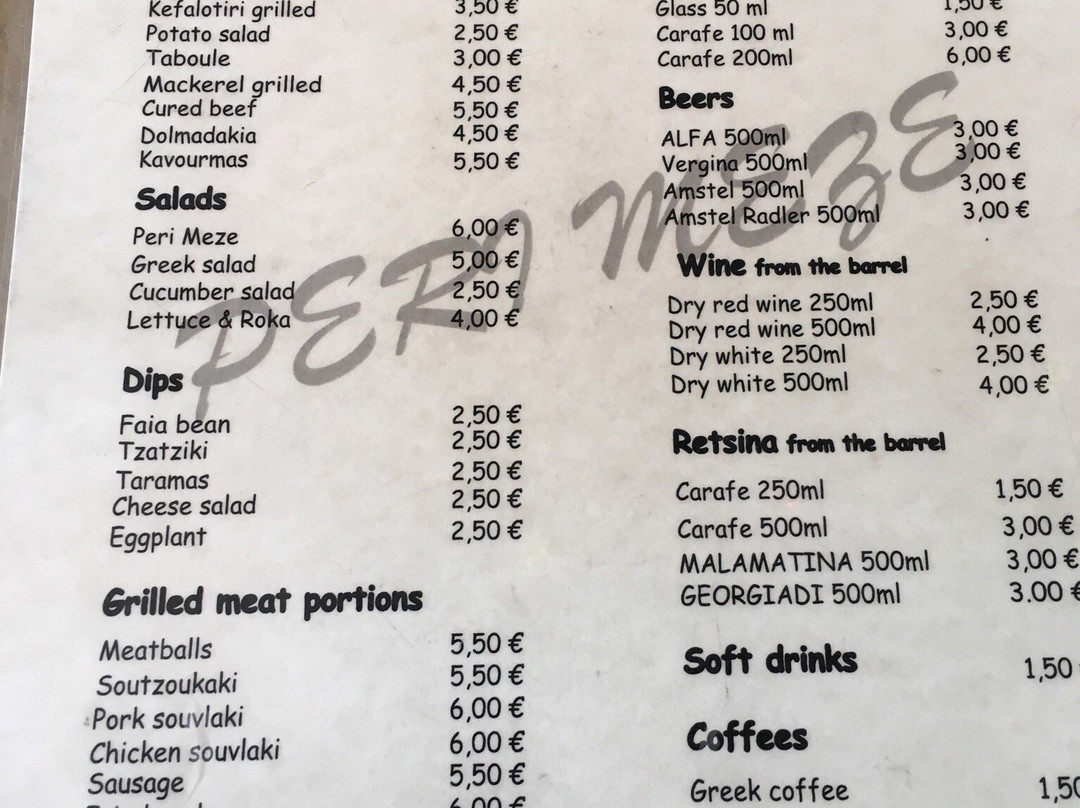 Kefalotiri grilled 3,50 €
Potato salad 2,50 €
Taboule 3,00 €
Mackerel grilled 4,50 €
Cured beef 5,50 €
Dolmadakia 4,50 €
Kavourmas 5,50 €
Salads
Peri Meze 6,00 €
Greek salad 5,00 €
Cucumber salad 2,50 €
Lettuce & Roka 4,00 €
Dips
Faia bean 2,50 €
Tzatziki 2,50 €
Taramas 2,50 €
Cheese salad 2,50 €
Eggplant 2,50 €
Grilled meat portions
Meatballs 5,50 €
Soutzoukaki 5,50 €
Pork souvlaki 6,00 €
Chicken souvlaki 6,00 €
Sausage 5,50 €
6,00 €
Glass 50 ml 1,50 €
Carafe 100 ml 3,00 €
Carafe 200ml 6,00 €
Beers
ALFA 500ml 3,00 €
Vergina 500ml 3,00 €
Amstel 500ml 3,00 €
Amstel Radler 500ml 3,00 €
Wine from the barrel
Dry red wine 250ml 2,50 €
Dry red wine 500ml 4,00 €
Dry white 250ml 2,50 €
Dry white 500ml 4,00 €
Retsina from the barrel
Carafe 250ml 1,50 €
Carafe 500ml 3,00 €
MALAMATINA 500ml 3,00 €
GEORGIADI 500ml 3.00 €
Soft drinks 1,50
Coffees
Greek coffee 1,50
PERI MEZE